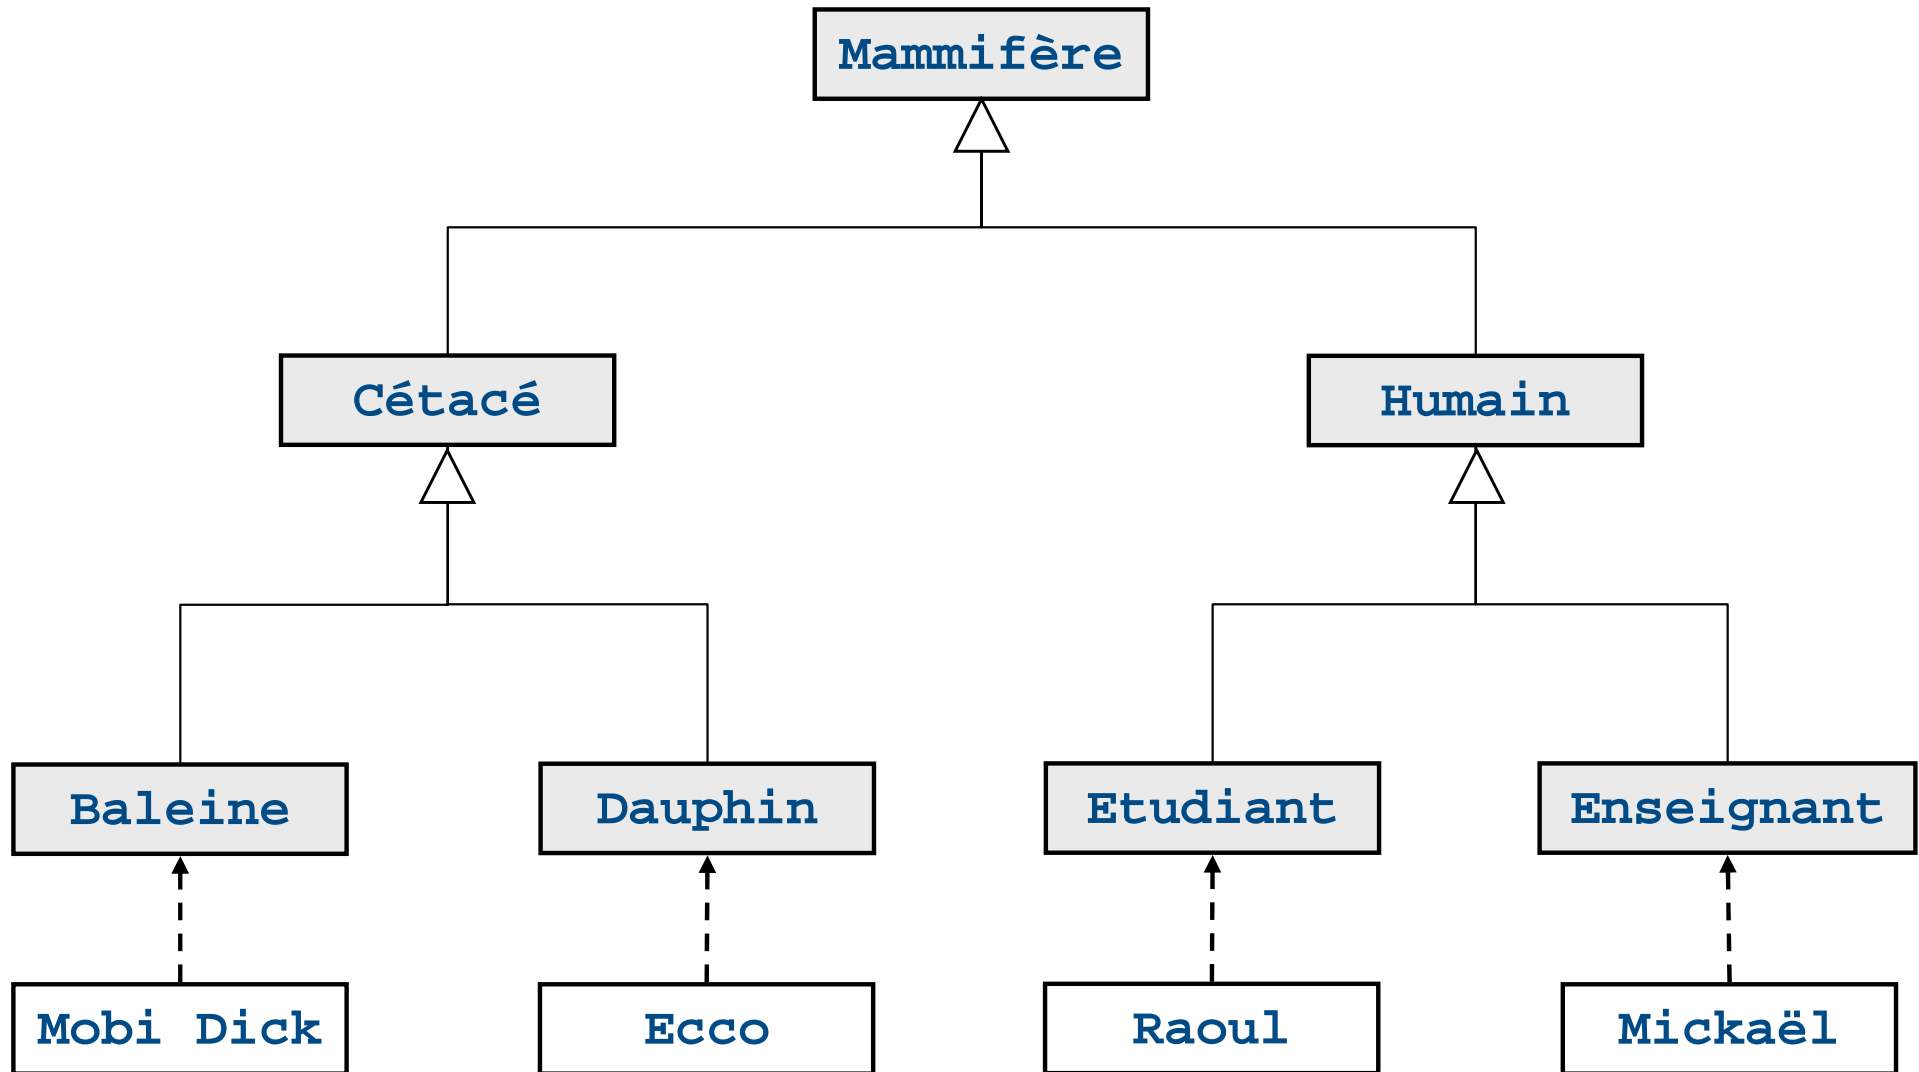 Mammifère
Cétacé
Humain
Baleine
Dauphin
Etudiant
Enseignant
Mobi Dick
Ecco
Raoul
Mickaël